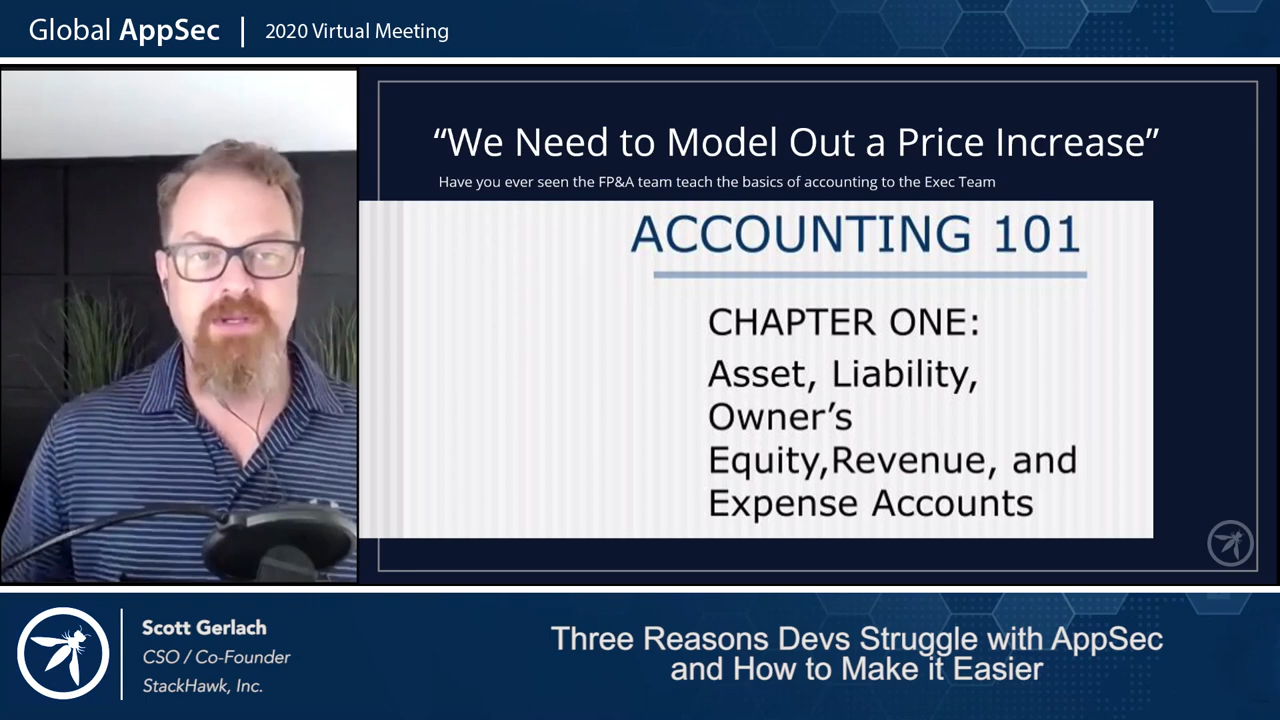 Global AppSec | 2020 Virtual Meeting
“We Need to Model Out a Price Increase”
Have you ever seen the FP&A team teach the basics of accounting to the Exec Team
ACCOUNTING 101
CHAPTER ONE:
Asset, Liability,
Owner’s
Equity,Revenue, and
Expense Accounts
Scott Gerlach
CSO / Co-Founder
StackHawk, Inc.
Three Reasons Devs Struggle with AppSec
and How to Make it Easier